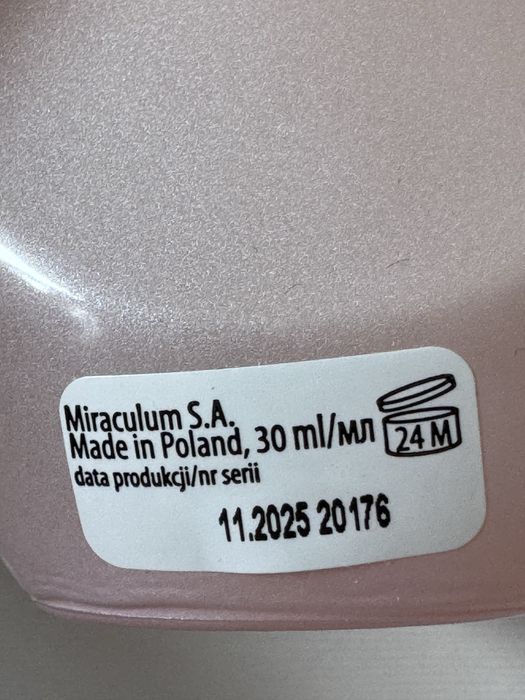 Miraculum S.A.
Made in Poland, 30 ml/мл
24 M
data produkcji/nr serii
11.2025 20176